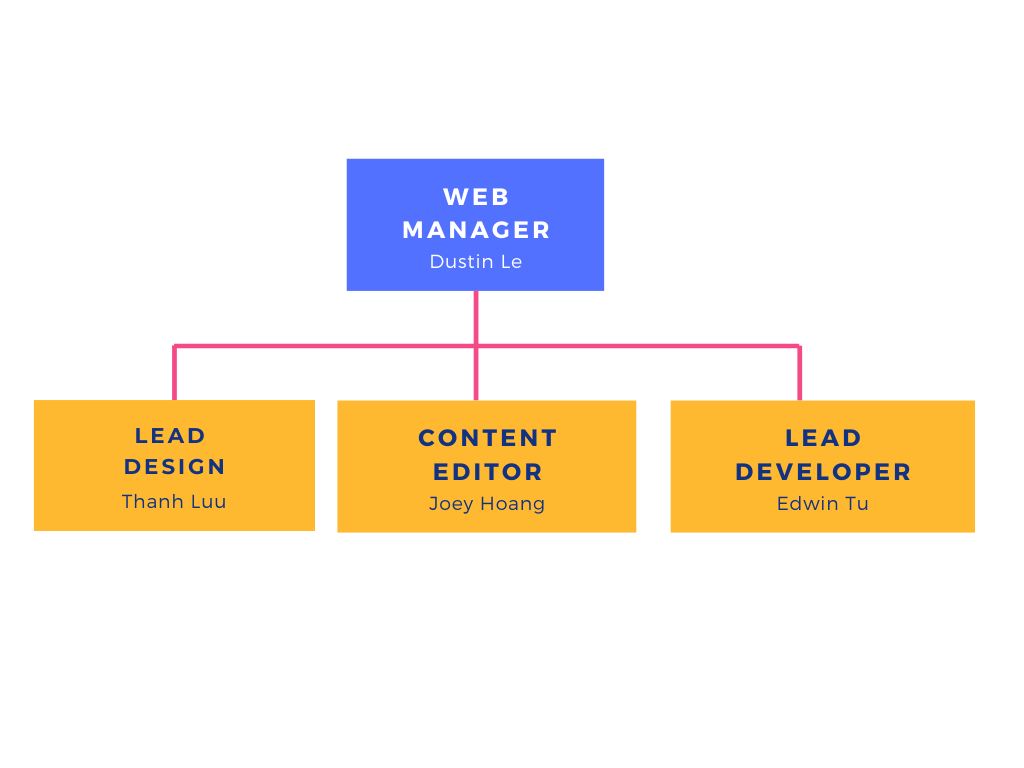 WEB
MANAGER
Dustin Le
LEAD
DESIGN
Thanh Luu
CONTENT
EDITOR
Joey Hoang
LEAD
DEVELOPER
Edwin Tu